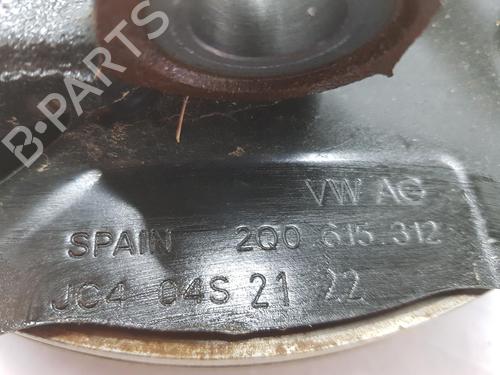 B-PARTS
VW AG
SPAIN 2Q0 615.312
JC4 04S 21 22